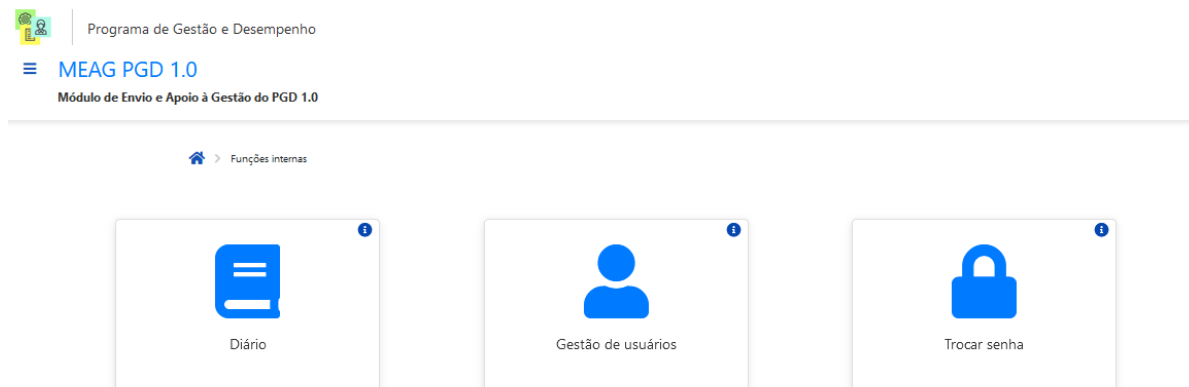 Programa de Gestão e Desempenho
MEAG PGD 1.0
Módulo de Envio e Apoio à Gestão do PGD 1.0
Funções internas
Diário
Gestão de usuários
Trocar senha